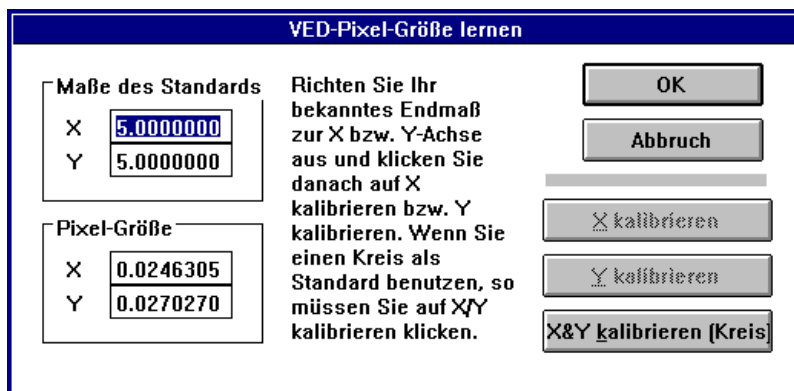 VED-Pixel-Größe lernen
Maße des Standards
X 5.0000000
Y 5.0000000
Pixel-Größe
X 0.0246305
Y 0.0270270
Richten Sie Ihr
bekanntes Endmaß
zur X bzw. Y-Achse
aus und klicken Sie
danach auf X
kalibrieren bzw. Y
kalibrieren. Wenn Sie
einen Kreis als
Standard benutzen, so
müssen Sie auf X/Y
kalibrieren klicken.
OK
Abbruch
X kalibrieren
Y kalibrieren
X&Y kalibrieren (Kreis)